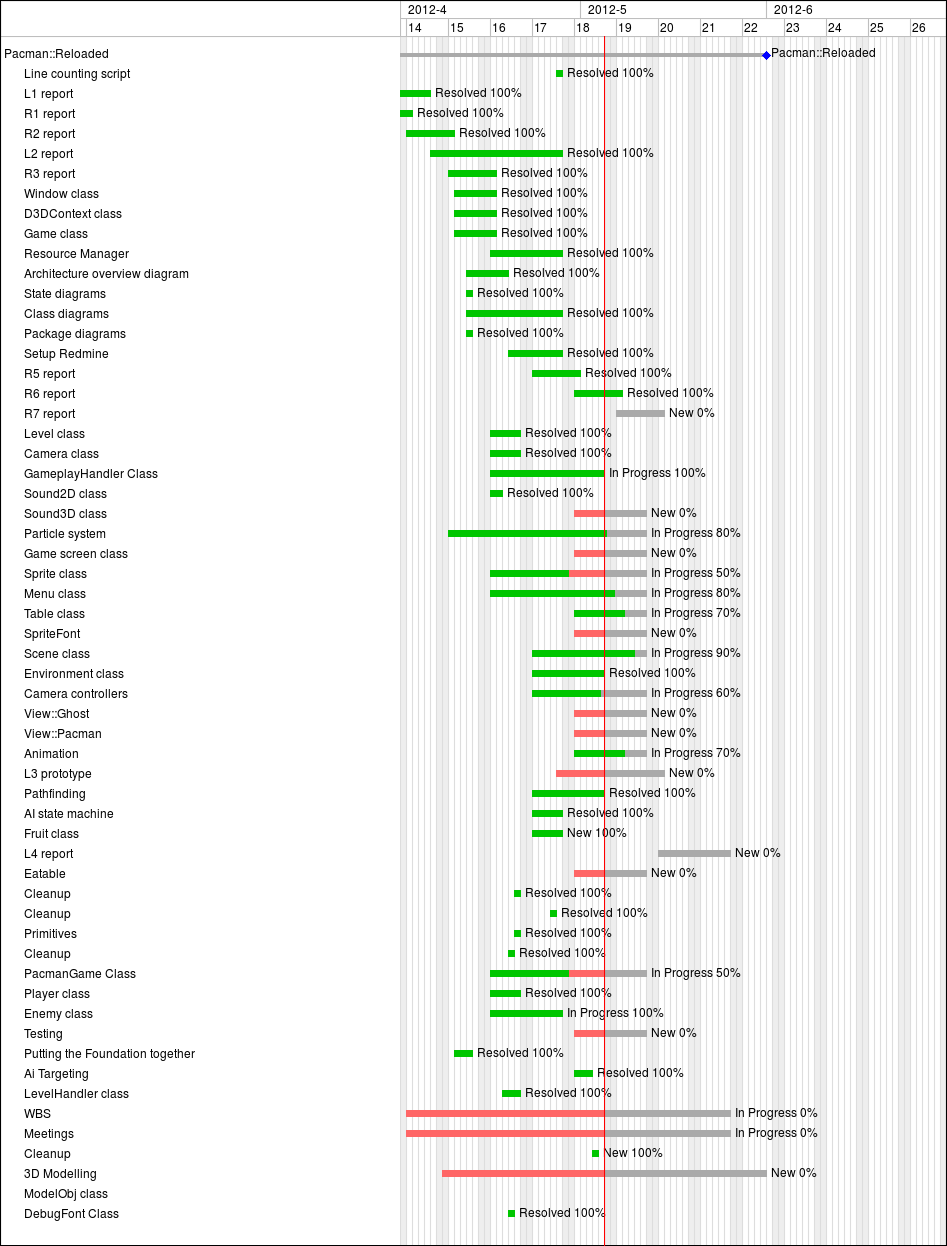 2012-4 2012-5 2012-6
14 15 16 17 18 19 20 21 22 23 24 25 26
Pacman::Reloaded Pacman::Reloaded
Line counting script Resolved 100%
L1 report Resolved 100%
R1 report Resolved 100%
R2 report Resolved 100%
L2 report Resolved 100%
R3 report Resolved 100%
Window class Resolved 100%
D3DContext class Resolved 100%
Game class Resolved 100%
Resource Manager Resolved 100%
Architecture overview diagram Resolved 100%
State diagrams Resolved 100%
Class diagrams Resolved 100%
Package diagrams Resolved 100%
Setup Redmine Resolved 100%
R5 report Resolved 100%
R6 report Resolved 100%
R7 report New 0%
Level class Resolved 100%
Camera class Resolved 100%
GameplayHandler Class In Progress 100%
Sound2D class Resolved 100%
Sound3D class New 0%
Particle system In Progress 80%
Game screen class New 0%
Sprite class In Progress 50%
Menu class In Progress 80%
Table class In Progress 70%
SpriteFont New 0%
Scene class In Progress 90%
Environment class Resolved 100%
Camera controllers In Progress 60%
View::Ghost New 0%
View::Pacman New 0%
Animation In Progress 70%
L3 prototype New 0%
Pathfinding Resolved 100%
AI state machine Resolved 100%
Fruit class New 100%
L4 report New 0%
Eatable New 0%
Cleanup Resolved 100%
Cleanup Resolved 100%
Primitives Resolved 100%
Cleanup Resolved 100%
PacmanGame Class In Progress 50%
Player class Resolved 100%
Enemy class In Progress 100%
Testing New 0%
Putting the Foundation together Resolved 100%
Ai Targeting Resolved 100%
LevelHandler class Resolved 100%
WBS In Progress 0%
Meetings In Progress 0%
Cleanup New 100%
3D Modelling New 0%
ModelObj class
DebugFont Class Resolved 100%